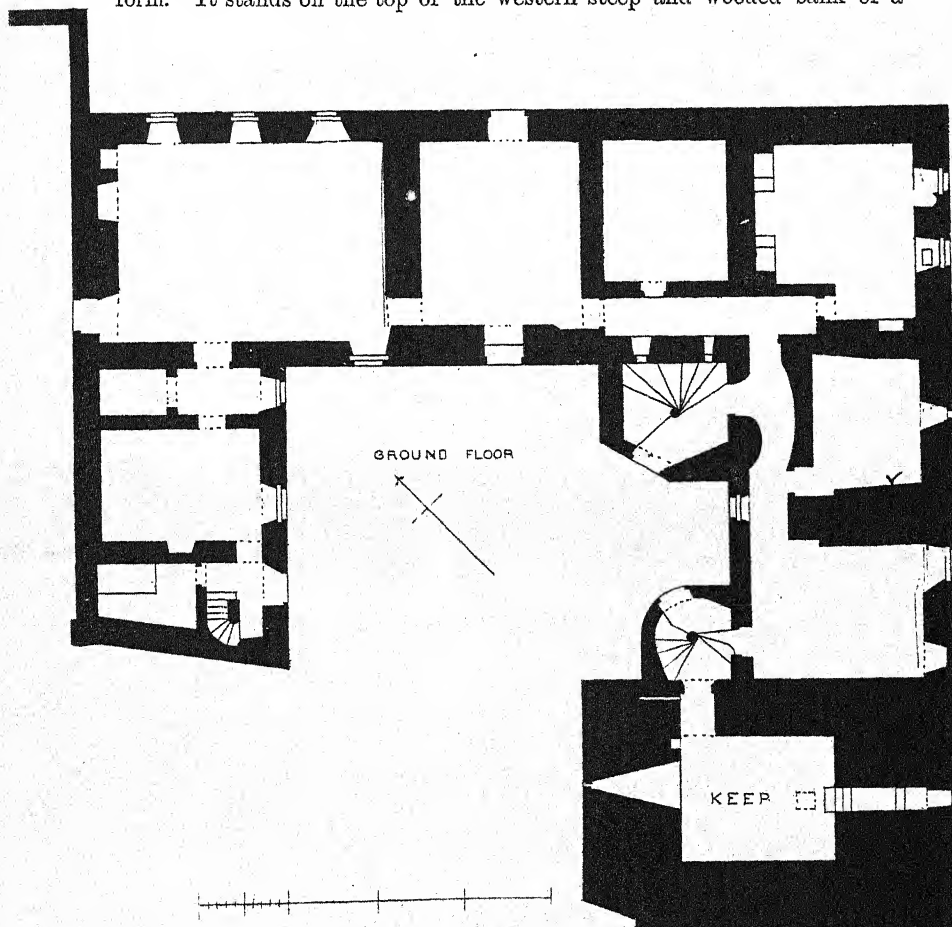 form. It stands on the top of the western steep and wooded bank of a
GROUND FLOOR
KEEP